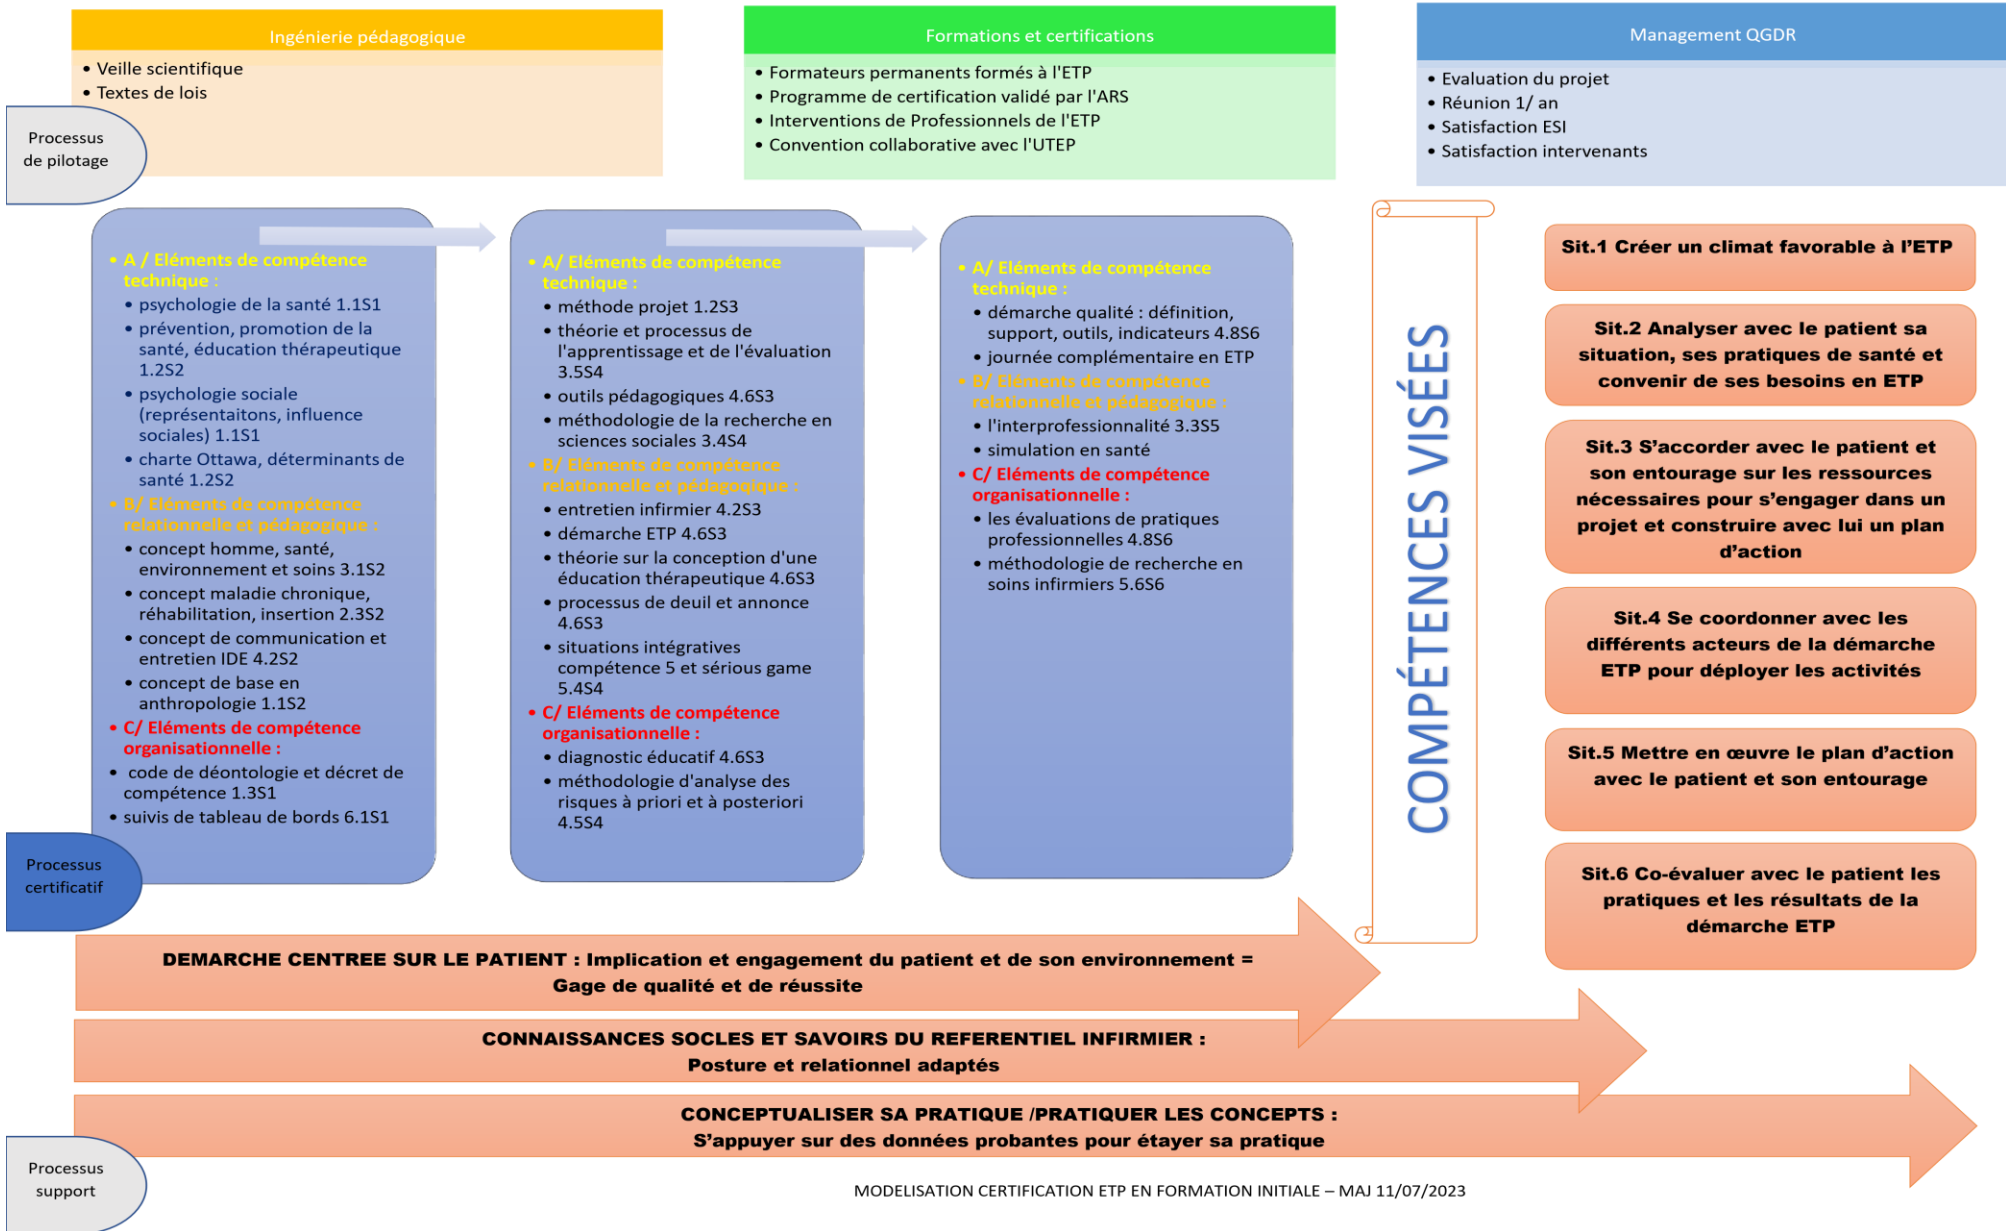 Ingénierie pédagogique
• Veille scientifique
• Textes de lois
Formations et certifications
• Formateurs permanents formés à l'ETP
• Programme de certification validé par l'ARS
• Interventions de Professionnels de l'ETP
• Convention collaborative avec l'UTEP
Management QGDR
• Evaluation du projet
• Réunion 1/ an
• Satisfaction ESI
• Satisfaction intervenants
Processus
de pilotage
• A / Eléments de compétence
technique :
• psychologie de la santé 1.1S1
• prévention, promotion de la
santé, éducation thérapeutique
1.2S2
• psychologie sociale
(représentaitons, influence
sociales) 1.1S1
• charte Ottawa, déterminants de
santé 1.2S2
• B/ Eléments de compétence
relationnelle et pédagogique :
• concept homme, santé,
environnement et soins 3.1S2
• concept maladie chronique,
réhabilitation, insertion 2.3S2
• concept de communication et
entretien IDE 4.2S2
• concept de base en
anthropologie 1.1S2
• C/ Eléments de compétence
organisationnelle :
• code de déontologie et décret de
compétence 1.3S1
• suivis de tableau de bords 6.1S1
• A/ Eléments de compétence
technique :
• méthode projet 1.2S3
• théorie et processus de
l'apprentissage et de l'évaluation
3.5S4
• outils pédagogiques 4.6S3
• méthodologie de la recherche en
sciences sociales 3.4S4
• B/ Eléments de compétence
relationnelle et pédagogique :
• entretien infirmier 4.2S3
• démarche ETP 4.6S3
• théorie sur la conception d'une
éducation thérapeutique 4.6S3
• processus de deuil et annonce
4.6S3
• situations intégratives
compétence 5 et sérious game
5.4S4
• C/ Eléments de compétence
organisationnelle :
• diagnostic éducatif 4.6S3
• méthodologie d'analyse des
risques à priori et à posteriori
4.5S4
• A/ Eléments de compétence
technique :
• démarche qualité : définition,
support, outils, indicateurs 4.8S6
• journée complémentaire en ETP
• B/ Eléments de compétence
relationnelle et pédagogique :
• l'interprofessionnalité 3.3S5
• simulation en santé
• C/ Eléments de compétence
organisationnelle :
• les évaluations de pratiques
professionnelles 4.8S6
• méthodologie de recherche en
soins infirmiers 5.6S6
COMPÉTENCES VISÉES
Sit.1 Créer un climat favorable à l’ETP
Sit.2 Analyser avec le patient sa
situation, ses pratiques de santé et
convenir de ses besoins en ETP
Sit.3 S’accorder avec le patient et
son entourage sur les ressources
nécessaires pour s’engager dans un
projet et construire avec lui un plan
d’action
Sit.4 Se coordonner avec les
différents acteurs de la démarche
ETP pour déployer les activités
Sit.5 Mettre en œuvre le plan d’action
avec le patient et son entourage
Sit.6 Co-évaluer avec le patient les
pratiques et les résultats de la
démarche ETP
Processus
certificatif
DEMARCHE CENTREE SUR LE PATIENT : Implication et engagement du patient et de son environnement =
Gage de qualité et de réussite
CONNAISSANCES SOCLES ET SAVOIRS DU REFERENTIEL INFIRMIER :
Posture et relationnel adaptés
CONCEPTUALISER SA PRATIQUE /PRATIQUER LES CONCEPTS :
S’appuyer sur des données probantes pour étayer sa pratique
Processus
support
MODELISATION CERTIFICATION ETP EN FORMATION INITIALE – MAJ 11/07/2023